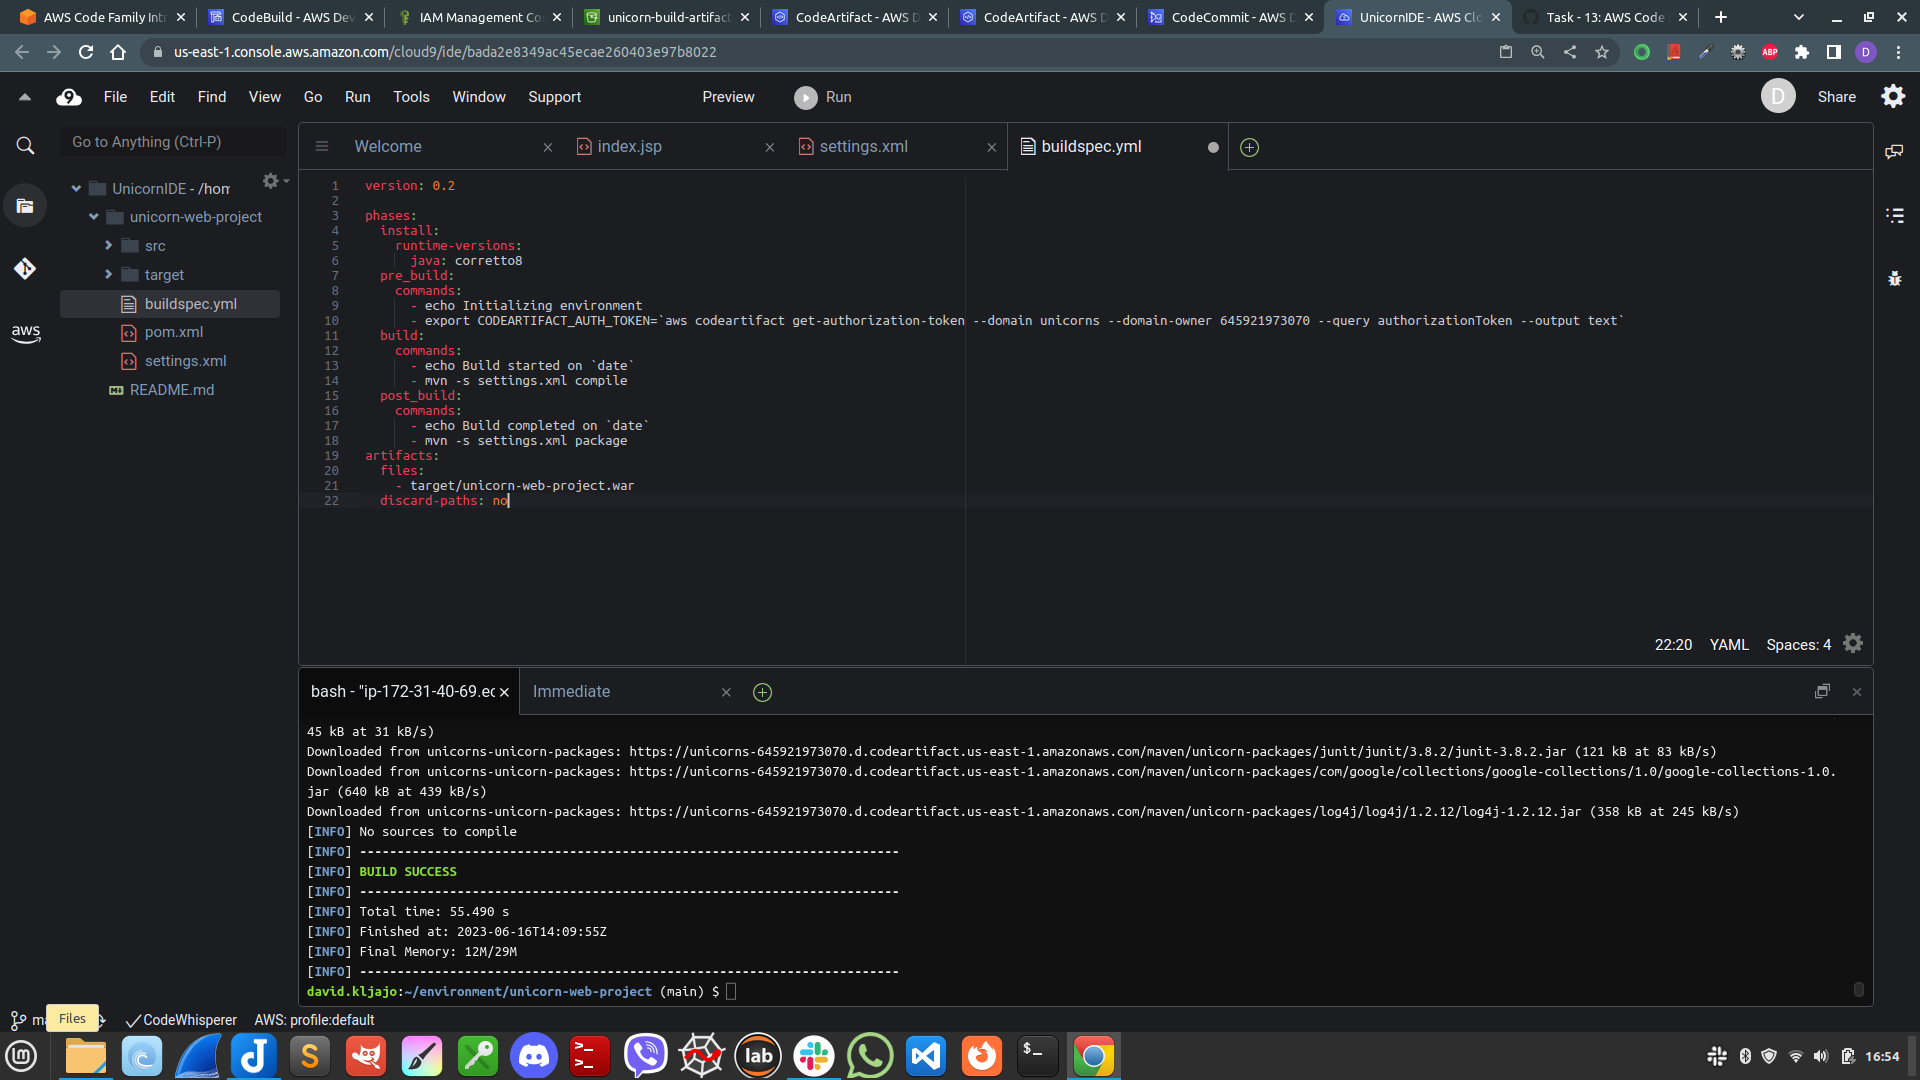 AWS Code Family Int
CodeBuild - AWS Dev
IAM Management Co
unicorn-build-artifact
CodeArtifact - AWS D
CodeArtifact - AWS D
CodeCommit - AWS D
UnicornIDE - AWS Clo
Task - 13: AWS Code
us-east-1.console.aws.amazon.com/cloud9/ide/bada2e8349ac45ecae260403e97b8022
ABP
D
9 File Edit Find View Go Run Tools Window Support Preview Run
D Share
Go to Anything (Ctrl-P)
Welcome
index.jsp
settings.xml
buildspec.yml
UnicornIDE - /hom
unicorn-web-project
src
target
buildspec.yml
pom.xml
settings.xml
README.md
aws
1 version: 0.2
2
3 phases:
4 install:
5 runtime-versions:
6 java: corretto8
7 pre_build:
8 commands:
9 - echo Initializing environment
10 - export CODEARTIFACT_AUTH_TOKEN=`aws codeartifact get-authorization-token --domain unicorns --domain-owner 645921973070 --query authorizationToken --output text`
11 build:
12 commands:
13 - echo Build started on `date`
14 - mvn -s settings.xml compile
15 post_build:
16 commands:
17 - echo Build completed on `date`
18 - mvn -s settings.xml package
19 artifacts:
20 files:
21 - target/unicorn-web-project.war
22 discard-paths: no
22:20 YAML Spaces: 4
bash - "ip-172-31-40-69.ec
Immediate
45 kB at 31 kB/s)
Downloaded from unicorns-unicorn-packages: https://unicorns-645921973070.d.codeartifact.us-east-1.amazonaws.com/maven/unicorn-packages/junit/junit/3.8.2/junit-3.8.2.jar (121 kB at 83 kB/s)
Downloaded from unicorns-unicorn-packages: https://unicorns-645921973070.d.codeartifact.us-east-1.amazonaws.com/maven/unicorn-packages/com/google/collections/google-collections/1.0/google-collections-1.0.
jar (640 kB at 439 kB/s)
Downloaded from unicorns-unicorn-packages: https://unicorns-645921973070.d.codeartifact.us-east-1.amazonaws.com/maven/unicorn-packages/log4j/log4j/1.2.12/log4j-1.2.12.jar (358 kB at 245 kB/s)
[INFO] No sources to compile
[INFO] ------------------------------------------------------------------------
[INFO] BUILD SUCCESS
[INFO] ------------------------------------------------------------------------
[INFO] Total time: 55.490 s
[INFO] Finished at: 2023-06-16T14:09:55Z
[INFO] Final Memory: 12M/29M
[INFO] ------------------------------------------------------------------------
david.kljajo:~/environment/unicorn-web-project (main) $
Files
CodeWhisperer AWS: profile:default
lab
16:54